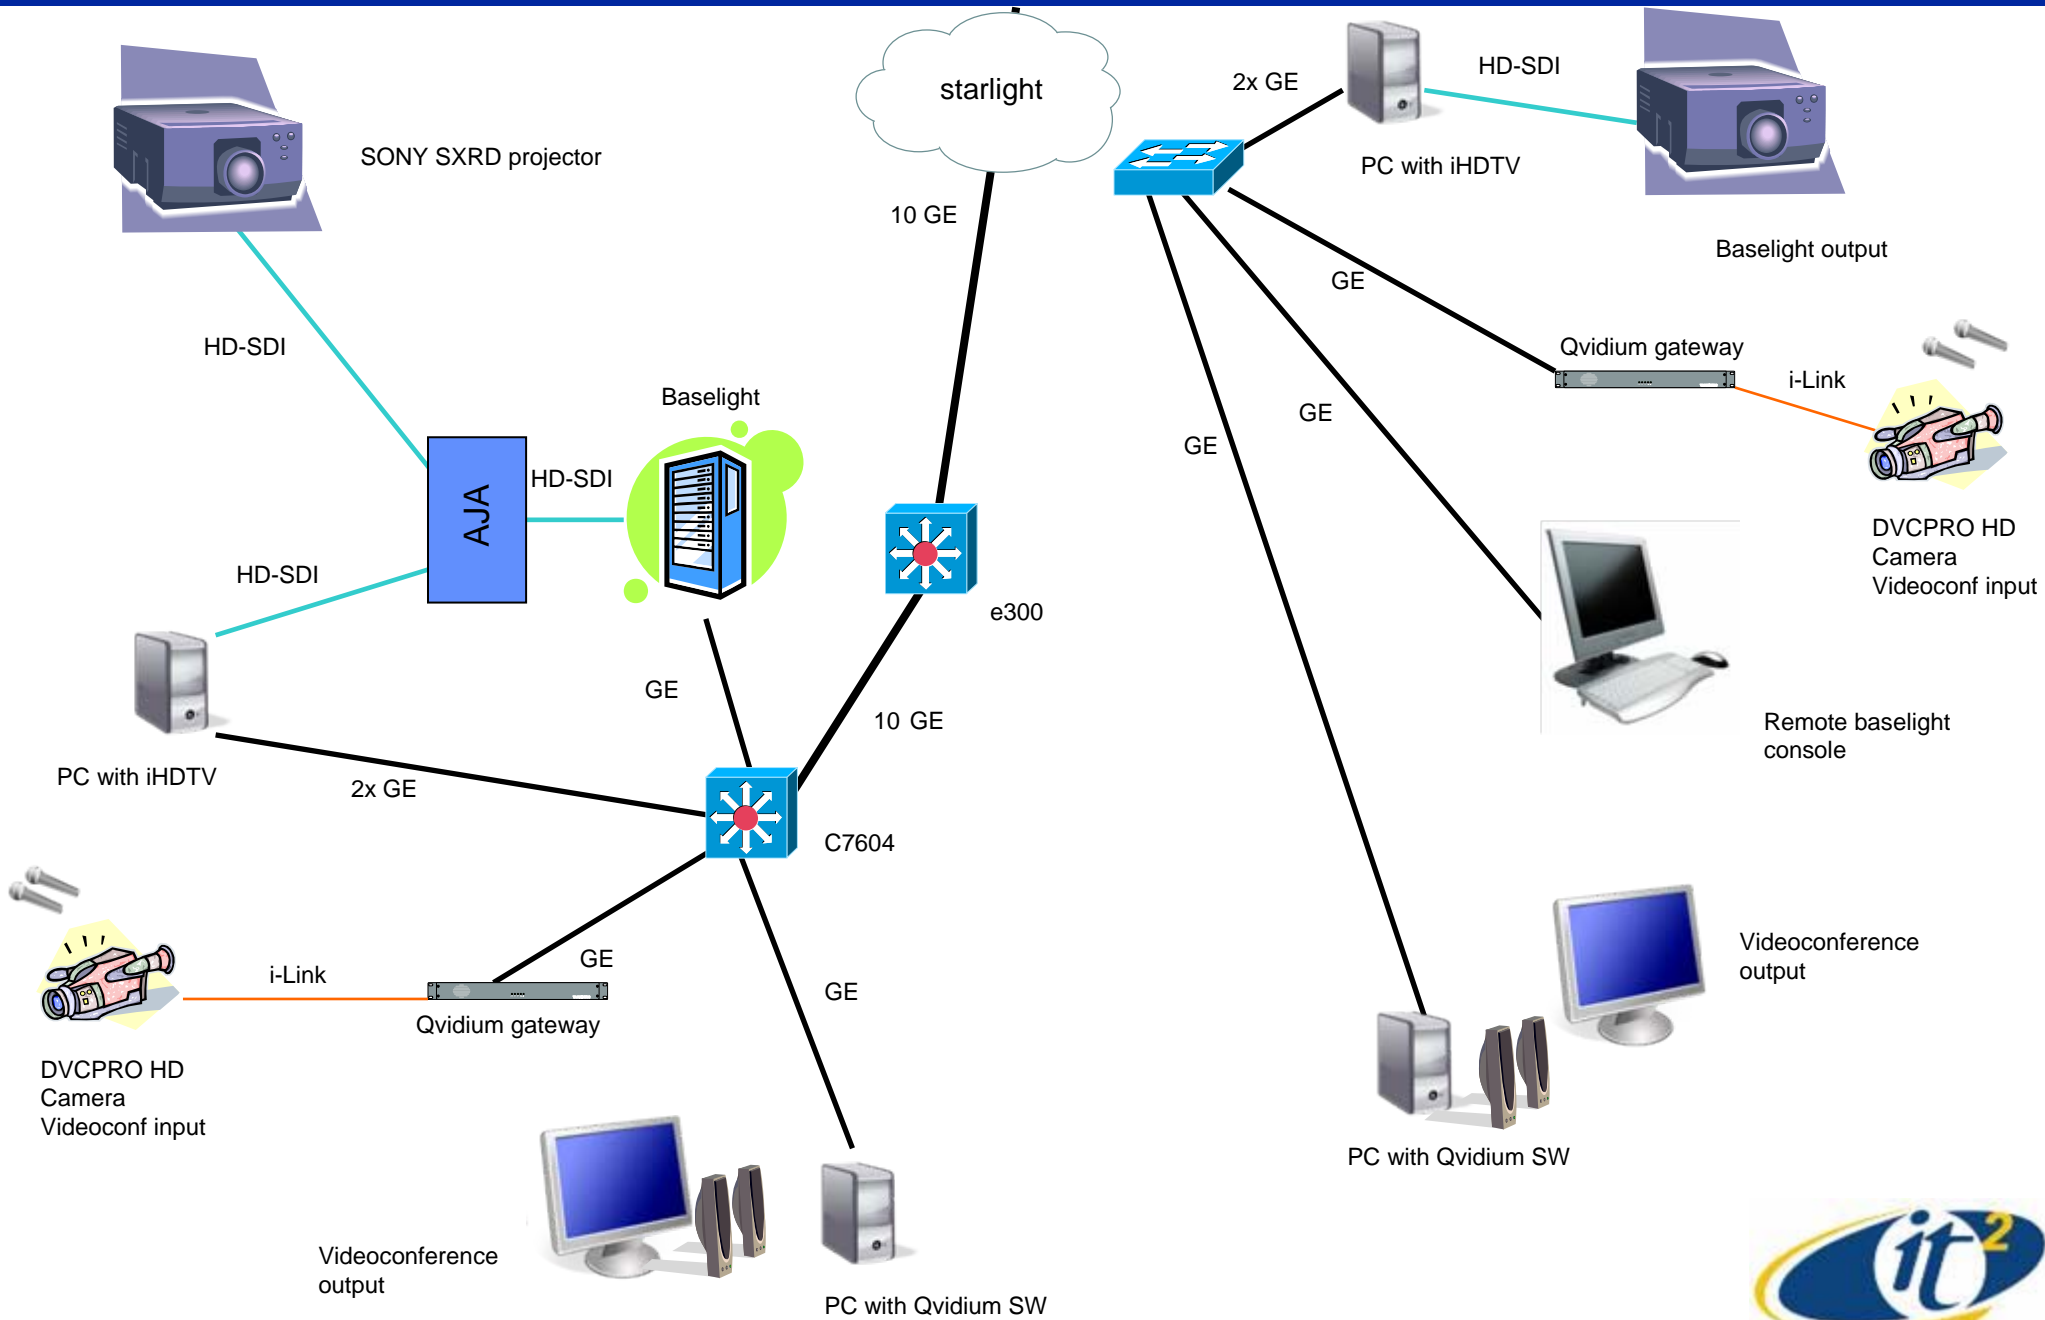 starlight
2x GE
HD-SDI
SONY SXRD projector
PC with iHDTV
10 GE
Baselight output
GE
HD-SDI
Qvidium gateway
i-Link
Baselight
GE
GE
HD-SDI
AJA
DVCPRO HD
Camera
Videoconf input
HD-SDI
e300
GE
10 GE
Remote baselight
console
PC with iHDTV
2x GE
C7604
Videoconference
output
i-Link
GE
GE
Qvidium gateway
DVCPRO HD
Camera
Videoconf input
PC with Qvidium SW
Videoconference
output
PC with Qvidium SW
it2